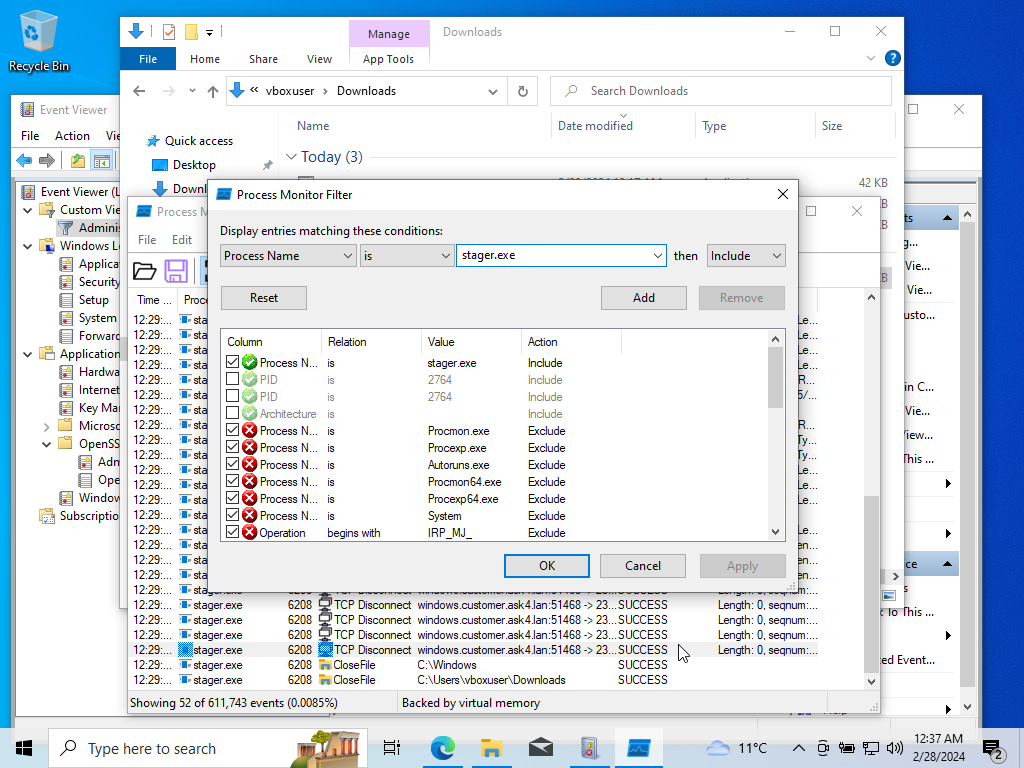 Recycle Bin
Manage
Downloads
File
Home
Share
View
App Tools
« vboxuser › Downloads
Search Downloads
Name
Date modified
Type
Size
Quick access
Desktop
Today (3)
42 KB
Event Viewer
File
Action
Event Viewer (L
Custom Vie
Adminis
Windows Lo
Applica
Security
Setup
System
Forward
Application
Hardwa
Internet
Key Mar
Microso
OpenSS
Adm
Ope
Window
Subscriptio
Process M
File
Edit
Time ...
Proce
Process Monitor Filter
Display entries matching these conditions:
Process Name
is
stager.exe
then
Include
Reset
Add
Remove
Column
Relation
Value
Action
Process N... is stager.exe Include
PID is 2764 Include
PID is 2764 Include
Architecture is Include
Process N... is Procmon.exe Exclude
Process N... is Procexp.exe Exclude
Process N... is Autoruns.exe Exclude
Process N... is Procmon64.exe Exclude
Process N... is Procexp64.exe Exclude
Process N... is System Exclude
Operation begins with IRP_MJ_ Exclude
OK
Cancel
Apply
stager.exe 6208 TCP Disconnect windows.customer.ask4.lan:51468 -> 23... SUCCESS Length: 0, seqnum:...
12:29:... stager.exe 6208 TCP Disconnect windows.customer.ask4.lan:51468 -> 23... SUCCESS Length: 0, seqnum:...
12:29:... stager.exe 6208 TCP Disconnect windows.customer.ask4.lan:51468 -> 23... SUCCESS Length: 0, seqnum:...
12:29:... stager.exe 6208 TCP Disconnect windows.customer.ask4.lan:51468 -> 23... SUCCESS Length: 0, seqnum:...
12:29:... stager.exe 6208 CloseFile C:\Windows SUCCESS
12:29:... stager.exe 6208 CloseFile C:\Users\vboxuser\Downloads SUCCESS
Showing 52 of 611,743 events (0.0085%)
Backed by virtual memory
Type here to search
11°C
12:37 AM
2/28/2024
2